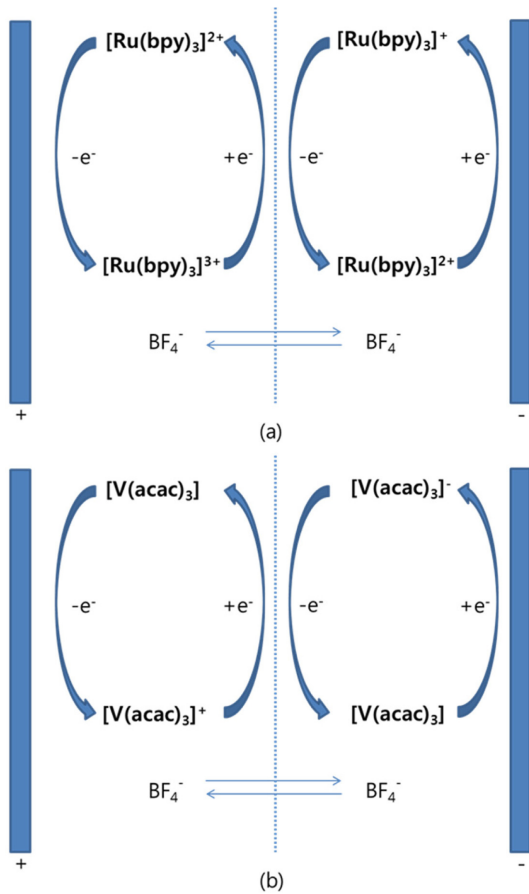 [Ru(bpy)₃]²⁺ [Ru(bpy)₃]⁺
-e⁻ +e⁻ -e⁻ +e⁻
[Ru(bpy)₃]³⁺ [Ru(bpy)₃]²⁺
BF₄⁻ BF₄⁻
+ -
(a)
[V(acac)₃] [V(acac)₃]⁻
-e⁻ +e⁻ -e⁻ +e⁻
[V(acac)₃]⁺ [V(acac)₃]
BF₄⁻ BF₄⁻
+ -
(b)